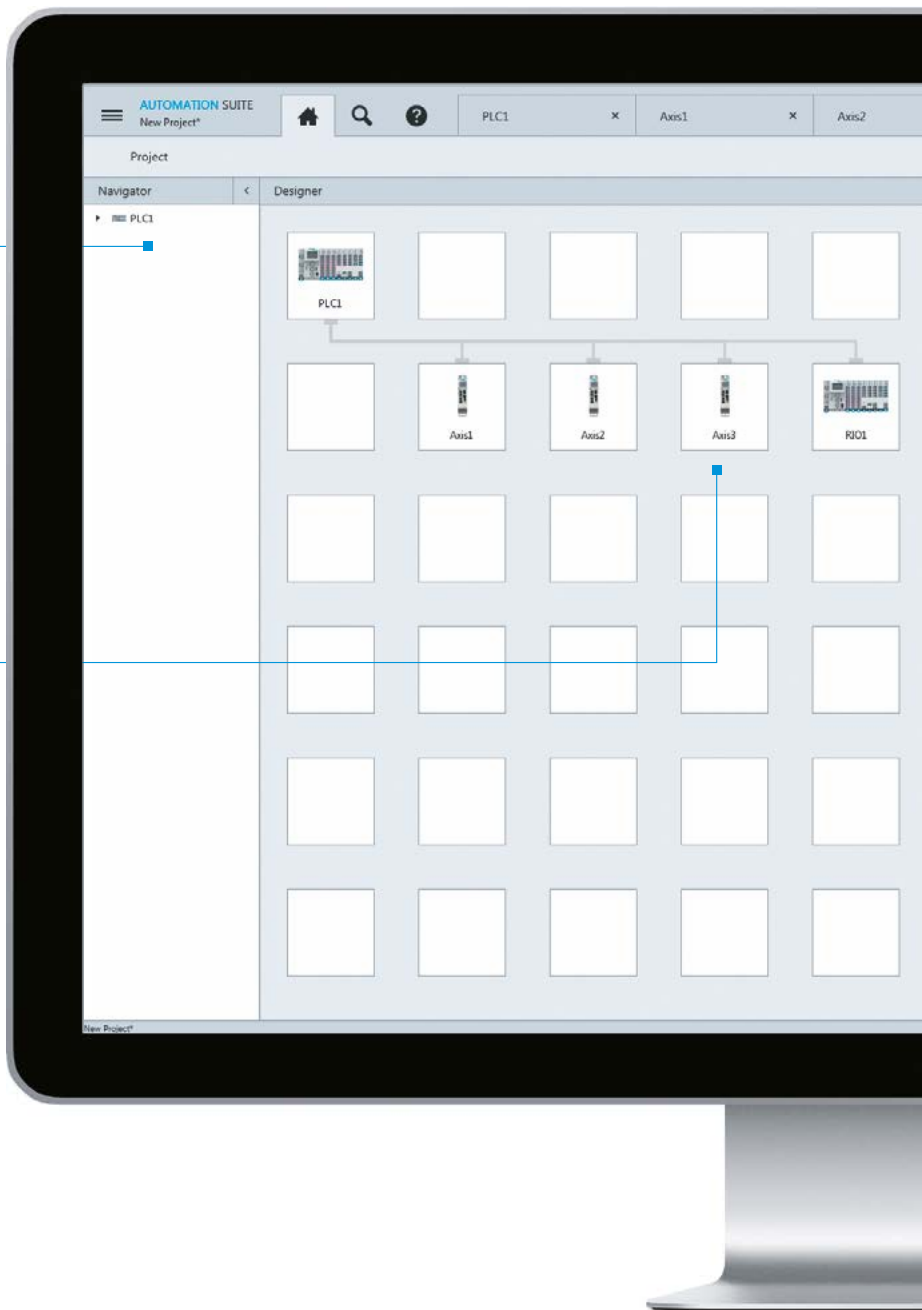 AUTOMATION SUITE
New Project*
PLC1
Axis1
Axis2
Project
Navigator
Designer
PLC1
PLC1
Axis1
Axis2
Axis3
RIO1
New Project*